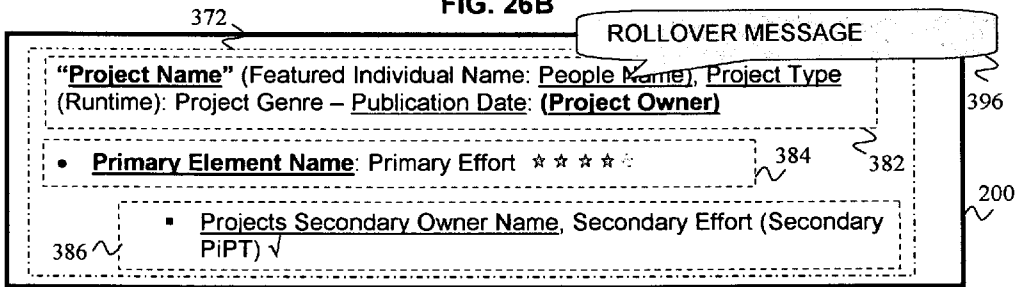 FIG. 26B
372
ROLLOVER MESSAGE
“Project Name” (Featured Individual Name: People Name), Project Type
(Runtime): Project Genre – Publication Date: (Project Owner)
396
382
• Primary Element Name: Primary Effort ☆ ☆ ☆ ☆ ☆
384
200
▪ Projects Secondary Owner Name, Secondary Effort (Secondary
PiPT) √
386